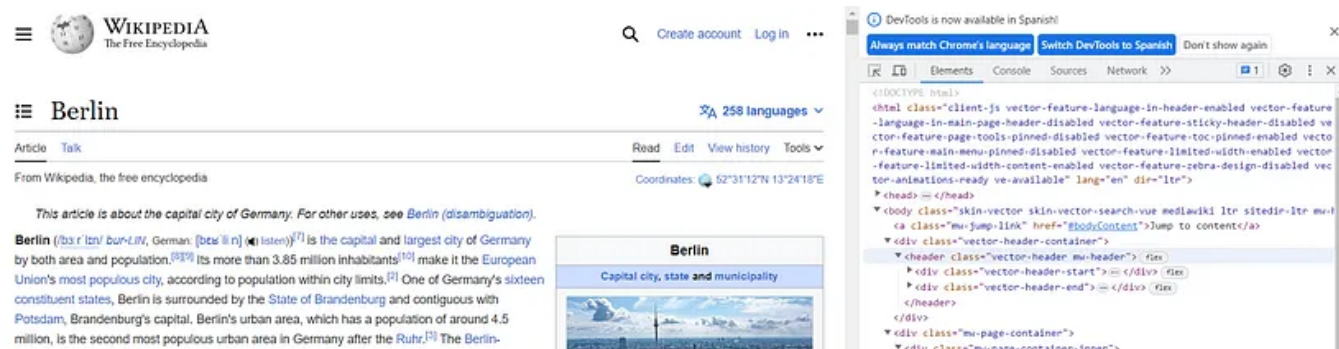 WIKIPEDIA
The Free Encyclopedia
Create account Log in
Berlin
258 languages
Article Talk
Read Edit View history Tools
From Wikipedia, the free encyclopedia
Coordinates: 52°31′12″N 13°24′18″E
This article is about the capital city of Germany. For other uses, see Berlin (disambiguation).
Berlin (/bɜːrˈlɪn/ bur-LIN, German: [bɛʁˈliːn] (listen))[7] is the capital and largest city of Germany
by both area and population.[8][9] Its more than 3.85 million inhabitants[10] make it the European
Union's most populous city, according to population within city limits.[2] One of Germany's sixteen
constituent states, Berlin is surrounded by the State of Brandenburg and contiguous with
Potsdam, Brandenburg's capital. Berlin's urban area, which has a population of around 4.5
million, is the second most populous urban area in Germany after the Ruhr.[3] The Berlin-
Berlin
Capital city, state and municipality
DevTools is now available in Spanish!
Always match Chrome's language Switch DevTools to Spanish Don't show again
Elements Console Sources Network 1
<!DOCTYPE html>
<html class="client-js vector-feature-language-in-header-enabled vector-feature
-language-in-main-page-header-disabled vector-feature-sticky-header-disabled ve
ctor-feature-page-tools-pinned-disabled vector-feature-toc-pinned-enabled vecto
r-feature-main-menu-pinned-disabled vector-feature-limited-width-enabled vector
-feature-limited-width-content-enabled vector-feature-zebra-design-disabled vec
tor-animations-ready ve-available" lang="en" dir="ltr">
<head>⋯</head>
<body class="skin-vector skin-vector-search-vue mediawiki ltr sitedir-ltr mw-h
<a class="mw-jump-link" href="#bodyContent">Jump to content</a>
<div class="vector-header-container">
<header class="vector-header mw-header"> flex
<div class="vector-header-start">⋯</div> flex
<div class="vector-header-end">⋯</div> flex
</header>
</div>
<div class="mw-page-container">
<div class="mw-page-container-inner">